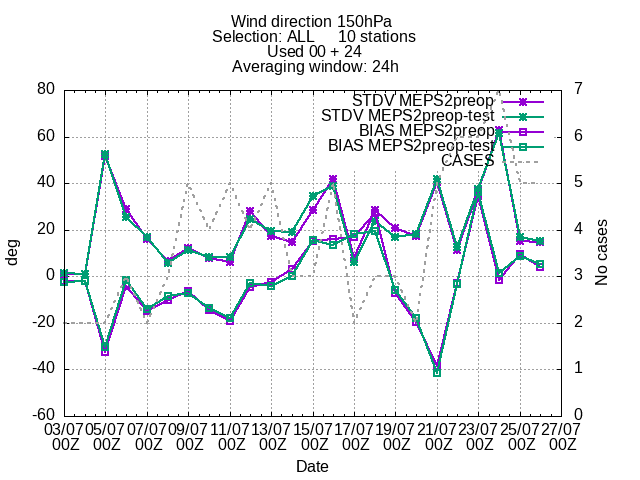 Wind direction 150hPa
Selection: ALL 10 stations
Used 00 + 24
Averaging window: 24h
STDV MEPS2preop
STDV MEPS2preop-test
BIAS MEPS2preop
BIAS MEPS2preop-test
CASES
80
60
40
20
0
-20
-40
-60
deg
7
6
5
4
3
2
1
0
No cases
03/07 05/07 07/07 09/07 11/07 13/07 15/07 17/07 19/07 21/07 23/07 25/07 27/07
00Z 00Z 00Z 00Z 00Z 00Z 00Z 00Z 00Z 00Z 00Z 00Z 00Z
Date